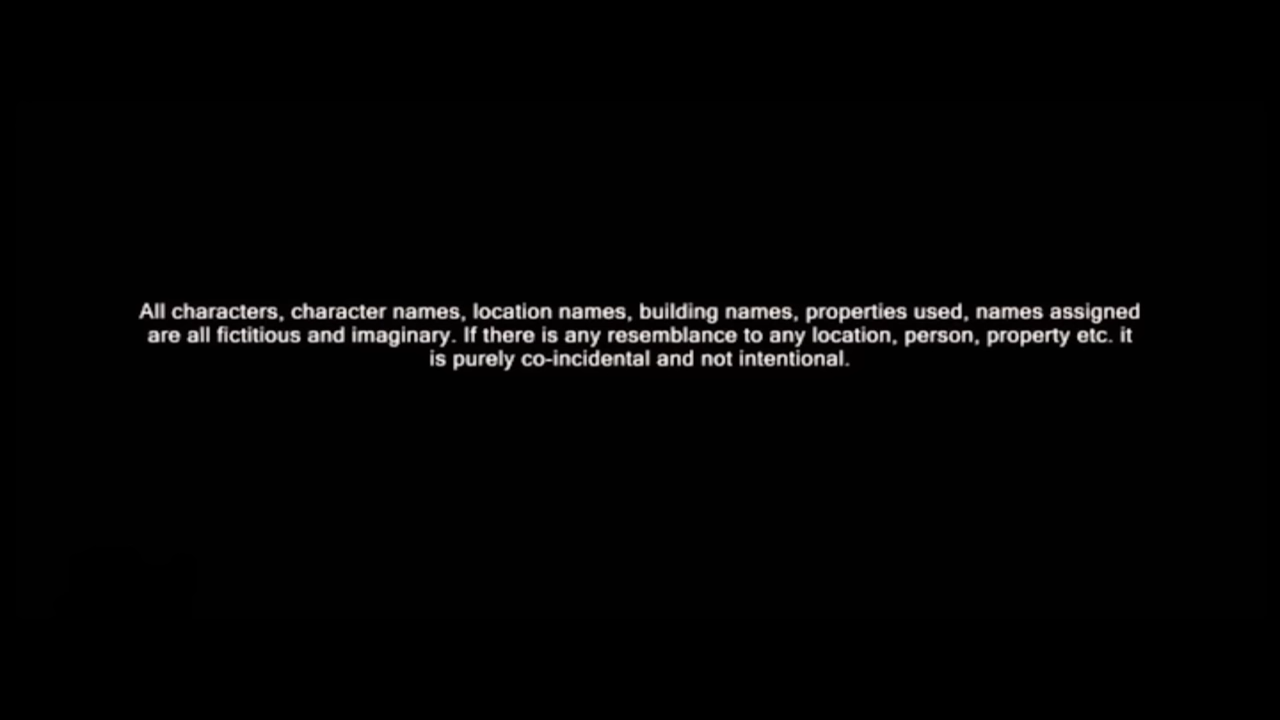 All characters, character names, location names, building names, properties used, names assigned
are all fictitious and imaginary. If there is any resemblance to any location, person, property etc. it
is purely co-incidental and not intentional.